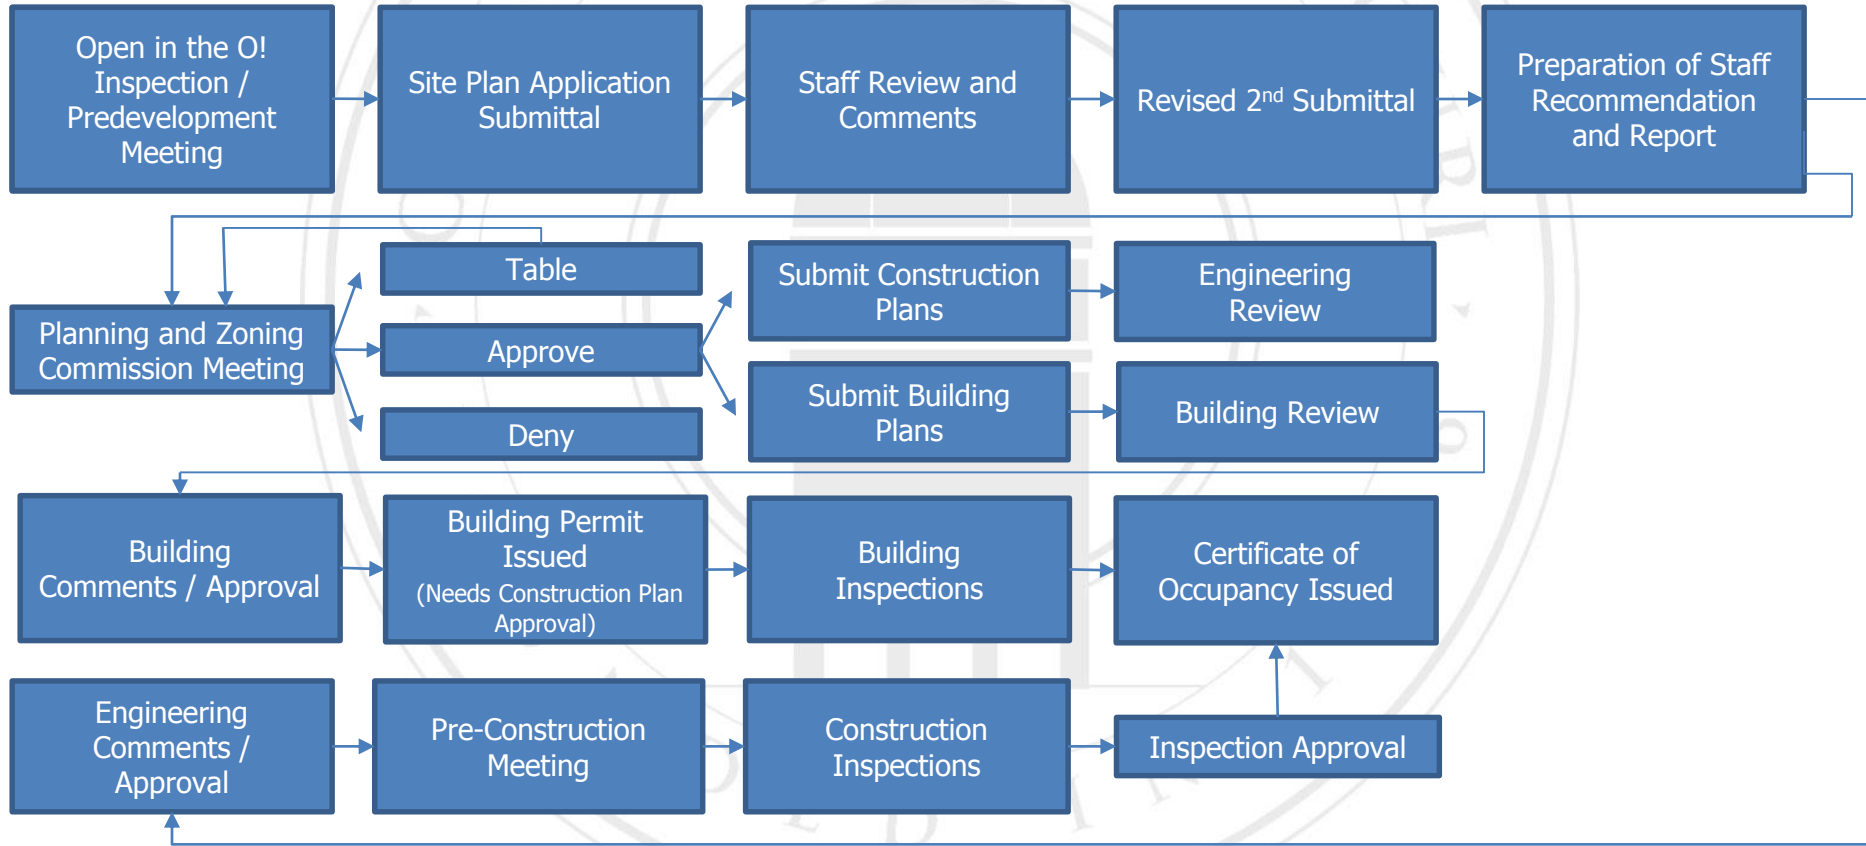 Open in the O!
Inspection /
Predevelopment
Meeting
Site Plan Application
Submittal
Staff Review and
Comments
Revised 2nd Submittal
Preparation of Staff
Recommendation
and Report
Planning and Zoning
Commission Meeting
Table
Approve
Deny
Submit Construction
Plans
Engineering
Review
Submit Building
Plans
Building Review
Building
Comments / Approval
Building Permit
Issued
(Needs Construction Plan
Approval)
Building
Inspections
Certificate of
Occupancy Issued
Engineering
Comments /
Approval
Pre-Construction
Meeting
Construction
Inspections
Inspection Approval